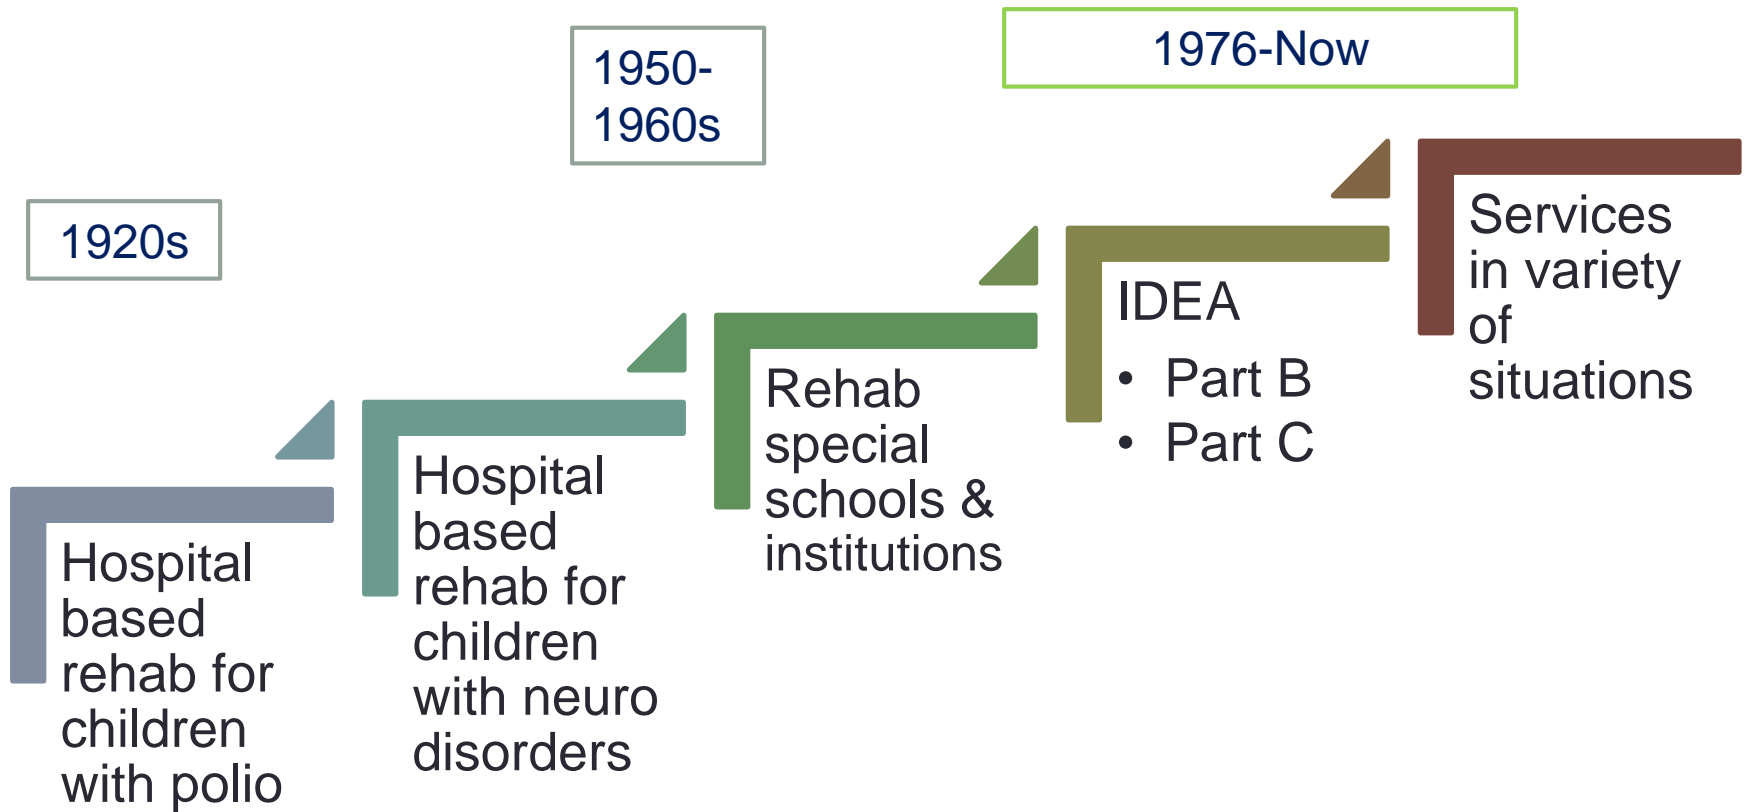 1920s
Hospital
based
rehab for
children
with polio
1950-
1960s
Hospital
based
rehab for
children
with neuro
disorders
Rehab
special
schools &
institutions
1976-Now
IDEA
• Part B
• Part C
Services
in variety
of
situations